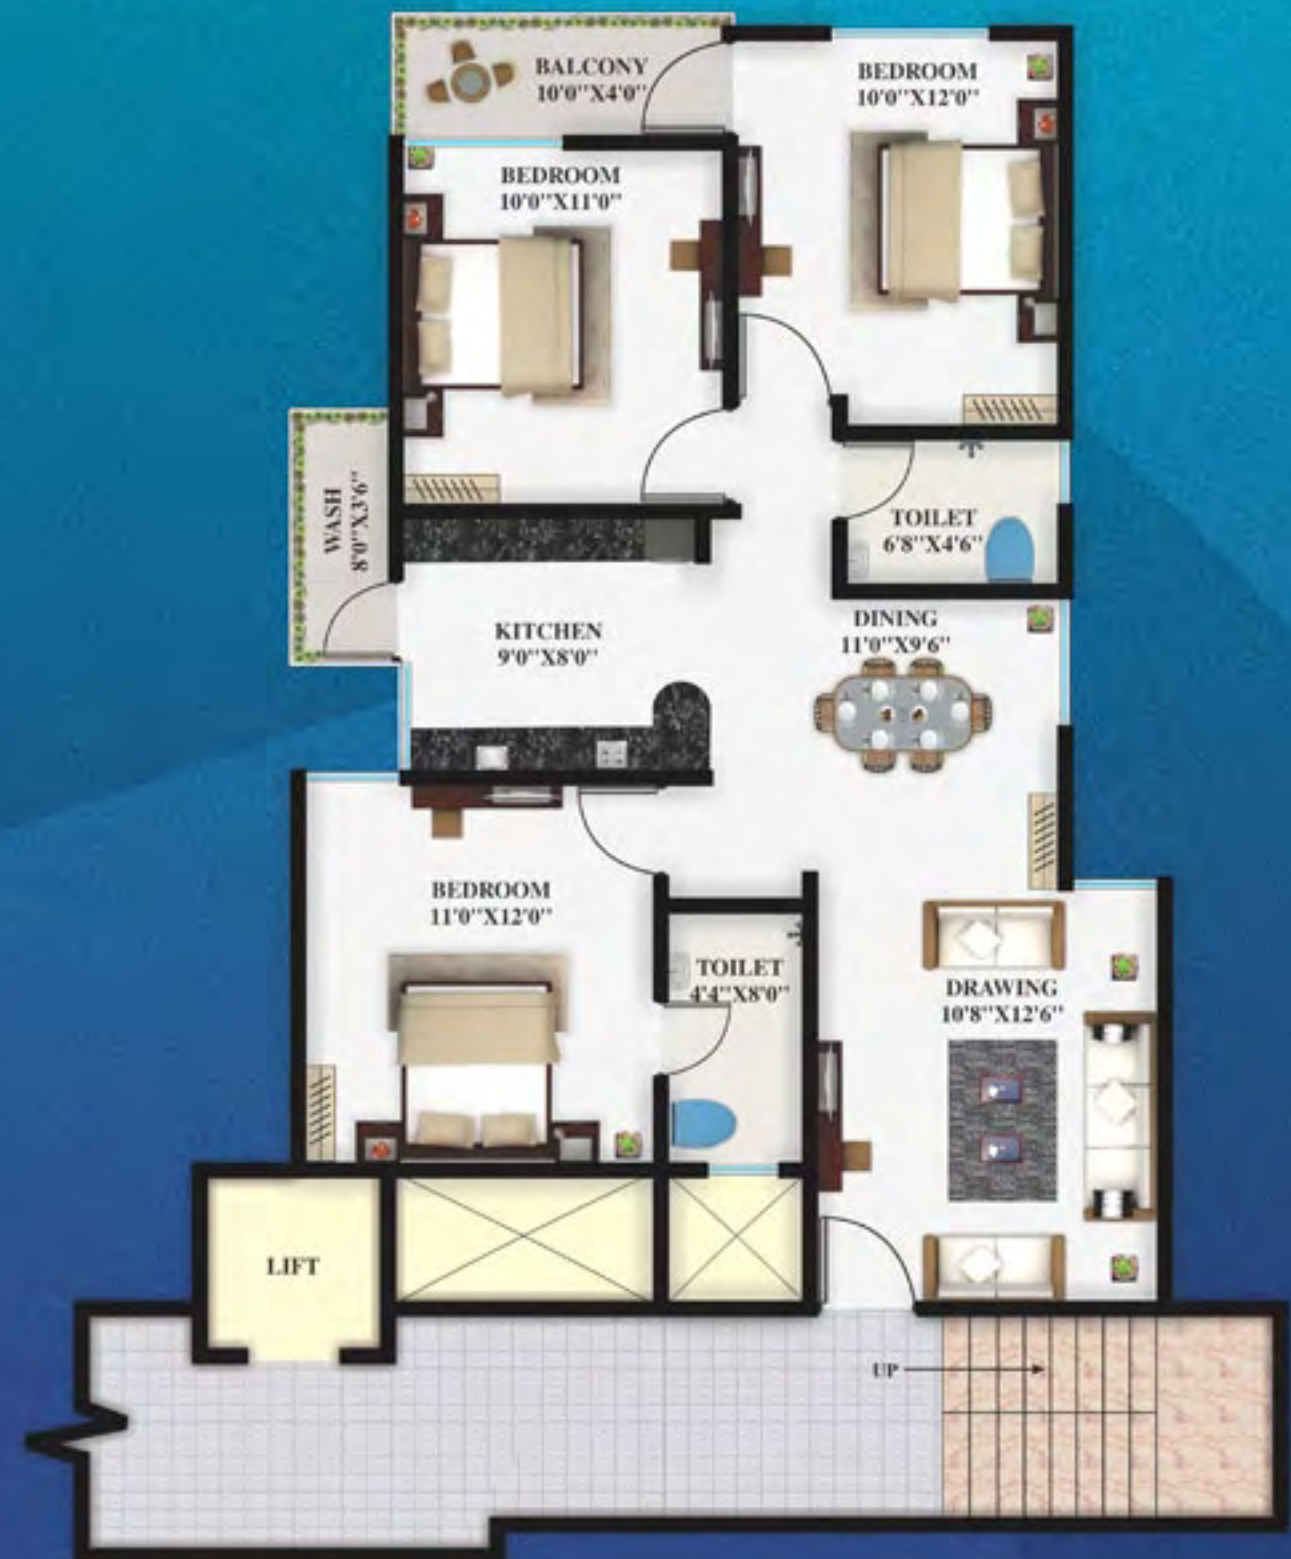 BALCONY
10'0"X4'0"
BEDROOM
10'0"X12'0"
BEDROOM
10'0"X11'0"
WASH
8'0"X3'6"
TOILET
6'8"X4'6"
KITCHEN
9'0"X8'0"
DINING
11'0"X9'6"
BEDROOM
11'0"X12'0"
TOILET
4'4"X8'0"
DRAWING
10'8"X12'6"
LIFT
UP